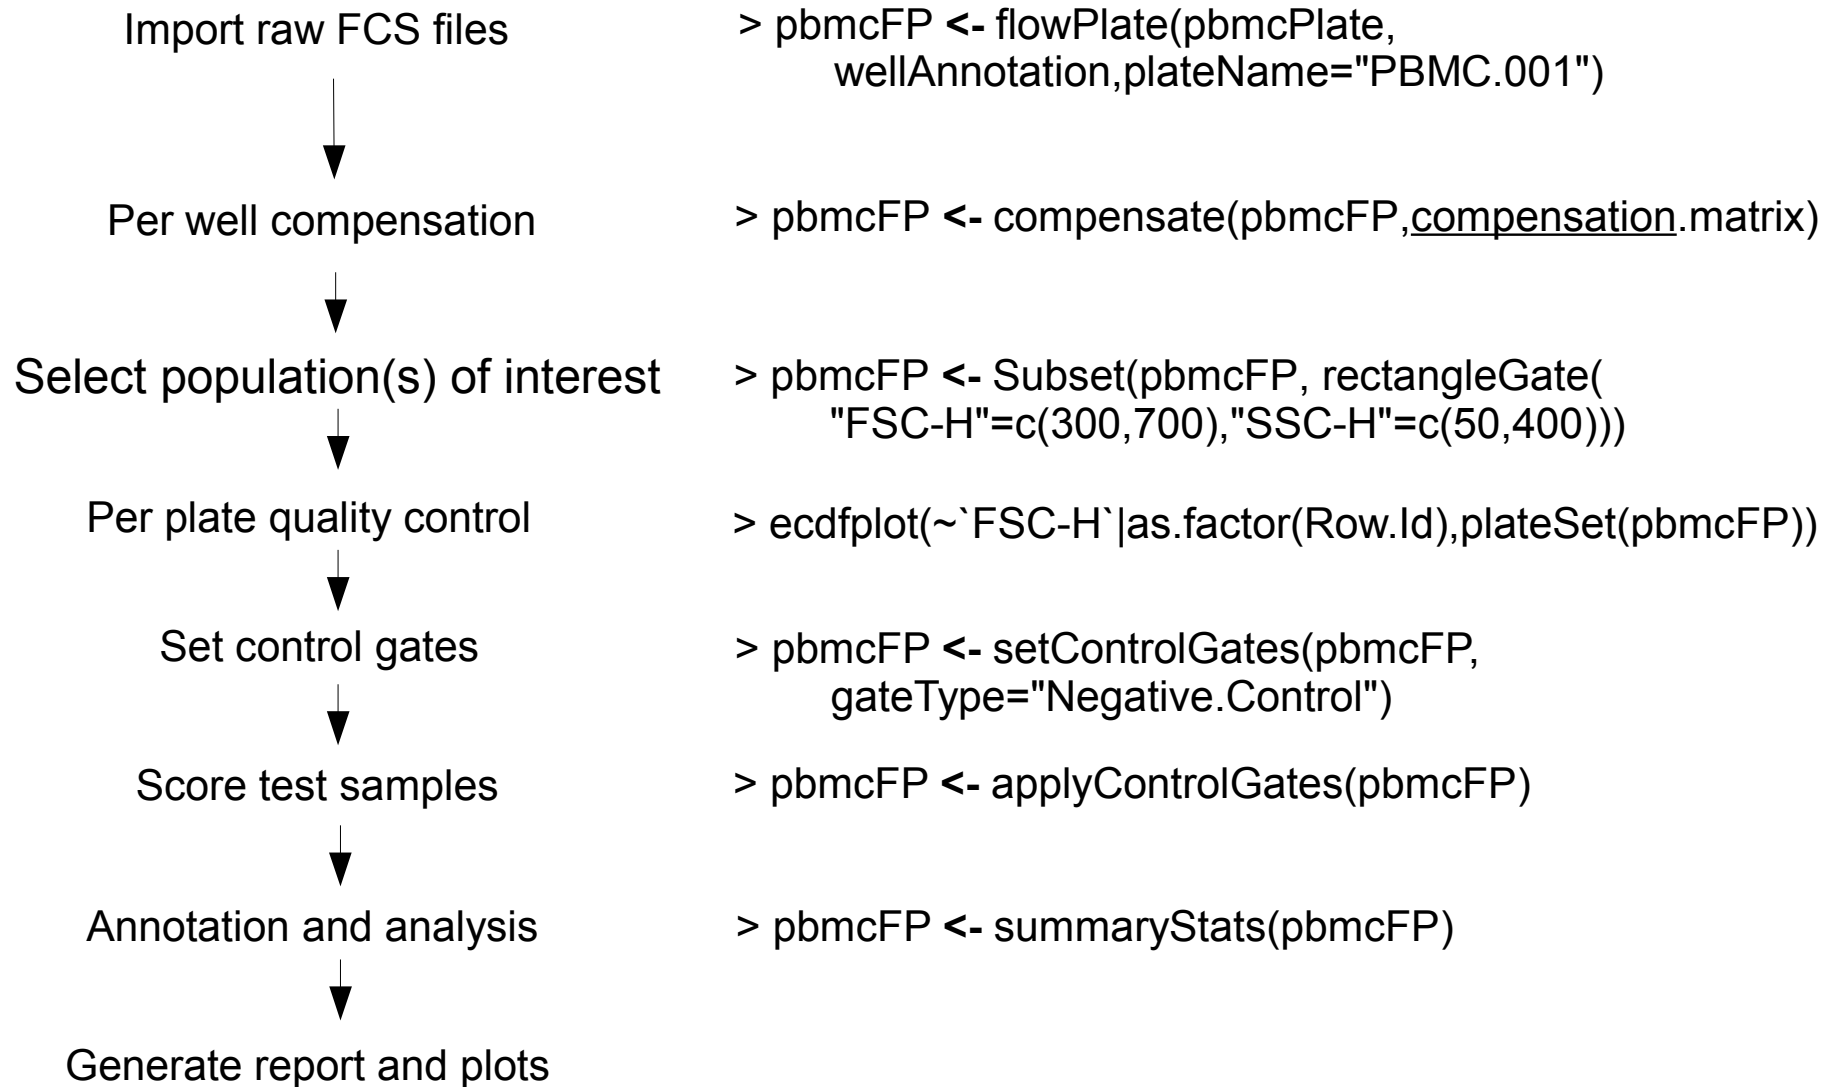 Import raw FCS files
> pbmcFP <- flowPlate(pbmcPlate,
wellAnnotation,plateName="PBMC.001")
Per well compensation
> pbmcFP <- compensate(pbmcFP,compensation.matrix)
Select population(s) of interest
> pbmcFP <- Subset(pbmcFP, rectangleGate(
"FSC-H"=c(300,700),"SSC-H"=c(50,400)))
Per plate quality control
> ecdfplot(~`FSC-H`|as.factor(Row.Id),plateSet(pbmcFP))
Set control gates
> pbmcFP <- setControlGates(pbmcFP,
gateType="Negative.Control")
Score test samples
> pbmcFP <- applyControlGates(pbmcFP)
Annotation and analysis
> pbmcFP <- summaryStats(pbmcFP)
Generate report and plots